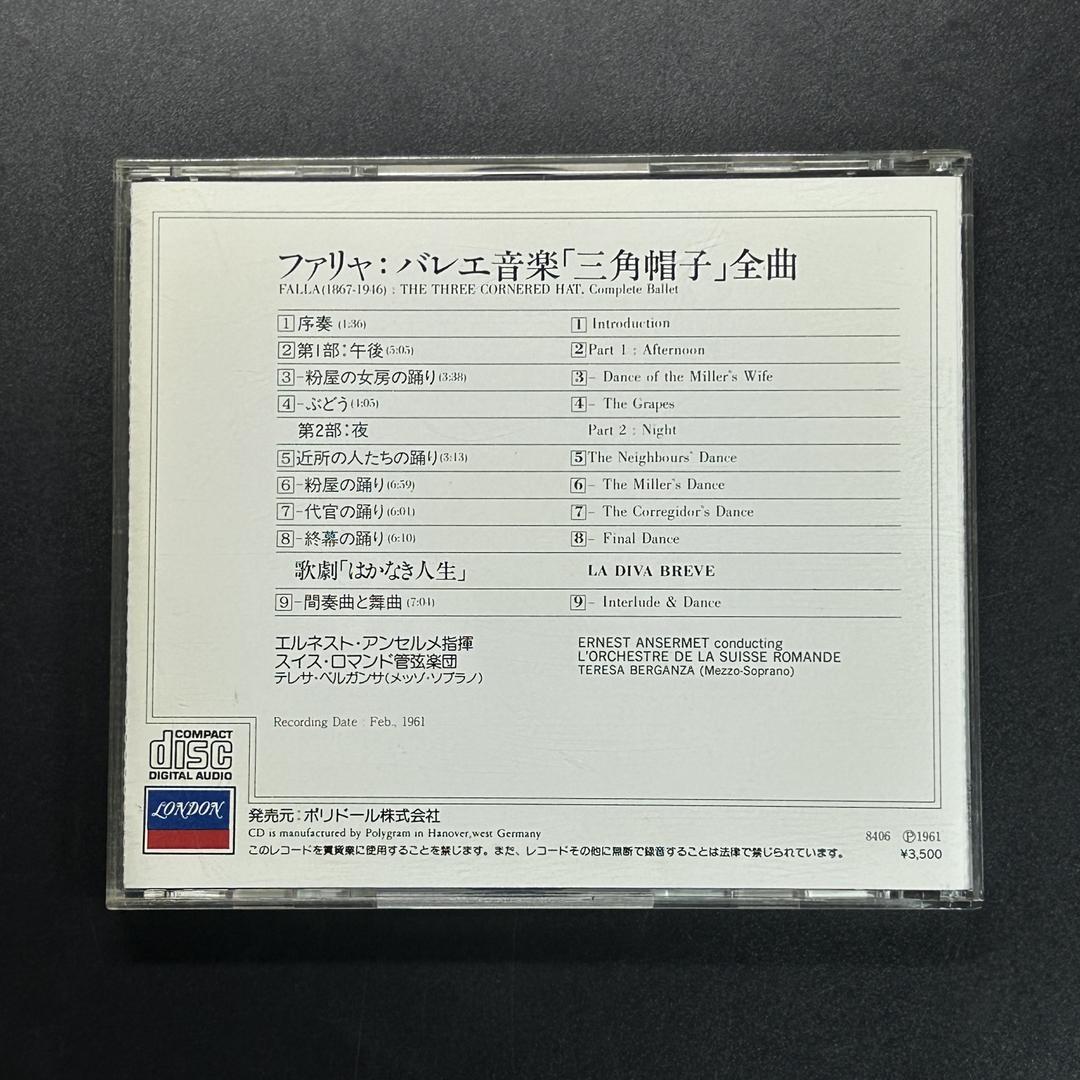 ファリャ：バレエ音楽「三角帽子」全曲
FALLA(1867-1946) : THE THREE CORNERED HAT. Complete Ballet
1 序奏 (1:36) 1 Introduction
2 第1部：午後 (5:05) 2 Part 1 : Afternoon
3 -粉屋の女房の踊り (3:38) 3 - Dance of the Miller's Wife
4 -ぶどう (4:05) 4 - The Grapes
第2部：夜 Part 2 : Night
5 近所の人たちの踊り (3:13) 5 The Neighbours' Dance
6 -粉屋の踊り (6:59) 6 - The Miller's Dance
7 -代官の踊り (6:01) 7 - The Corregidor's Dance
8 -終幕の踊り (6:10) 8 - Final Dance
歌劇「はかなき人生」 LA DIVA BREVE
9 -間奏曲と舞曲 (7:04) 9 - Interlude & Dance
エルネスト・アンセルメ指揮
スイス・ロマンド管弦楽団
テレサ・ベルガンサ(メッゾ・ソプラノ)
ERNEST ANSERMET conducting
L'ORCHESTRE DE LA SUISSE ROMANDE
TERESA BERGANZA (Mezzo-Soprano)
Recording Date : Feb., 1961
COMPACT
disc
DIGITAL AUDIO
LONDON
発売元：ポリドール株式会社
CD is manufactured by Polygram in Hanover,west Germany
このレコードを賃貸業に使用することを禁じます。また、レコードその他に無断で録音することは法律で禁じられています。
8406 Ⓟ1961
¥3,500